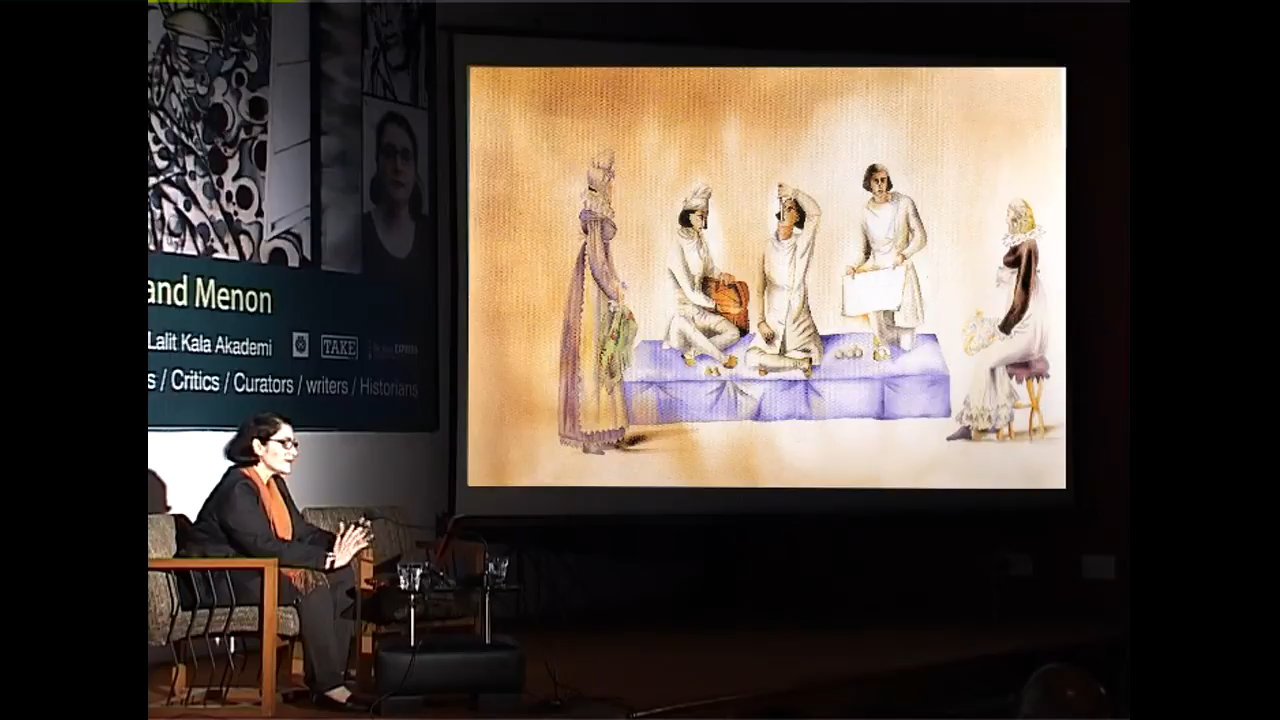 and Menon
Lalit Kala Akademi TAKE
s / Critics / Curators / writers / Historians